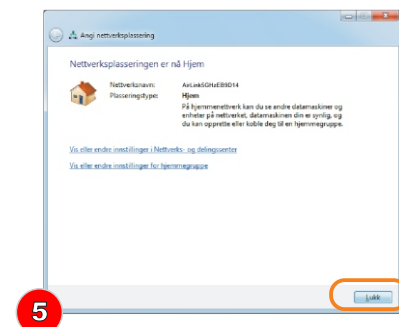 Angi nettverksplassering
Nettverksplasseringen er nå Hjem
Nettverksnavn: AirLink5GHzEB9D14
Plasseringstype: Hjem
På hjemmenettverk kan du se andre datamaskiner og
enheter på nettverket, datamaskinen din er synlig, og
du kan opprette eller koble deg til en hjemmegruppe.
Vis eller endre innstillinger i Nettverks- og delingssenter
Vis eller endre innstillinger for hjemmegruppe
Lukk
5